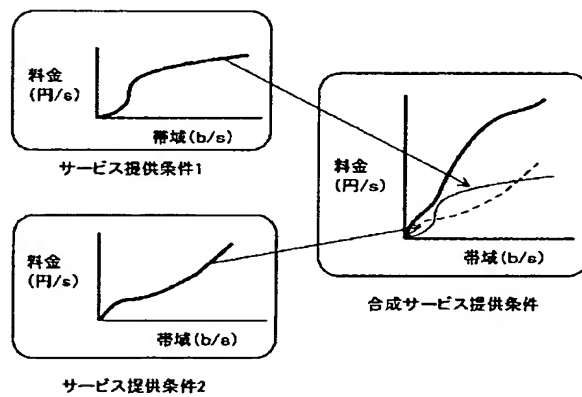 料金
(円/s)
帯域(b/s)
サービス提供条件1
料金
(円/s)
帯域(b/s)
サービス提供条件2
料金
(円/s)
帯域(b/s)
合成サービス提供条件